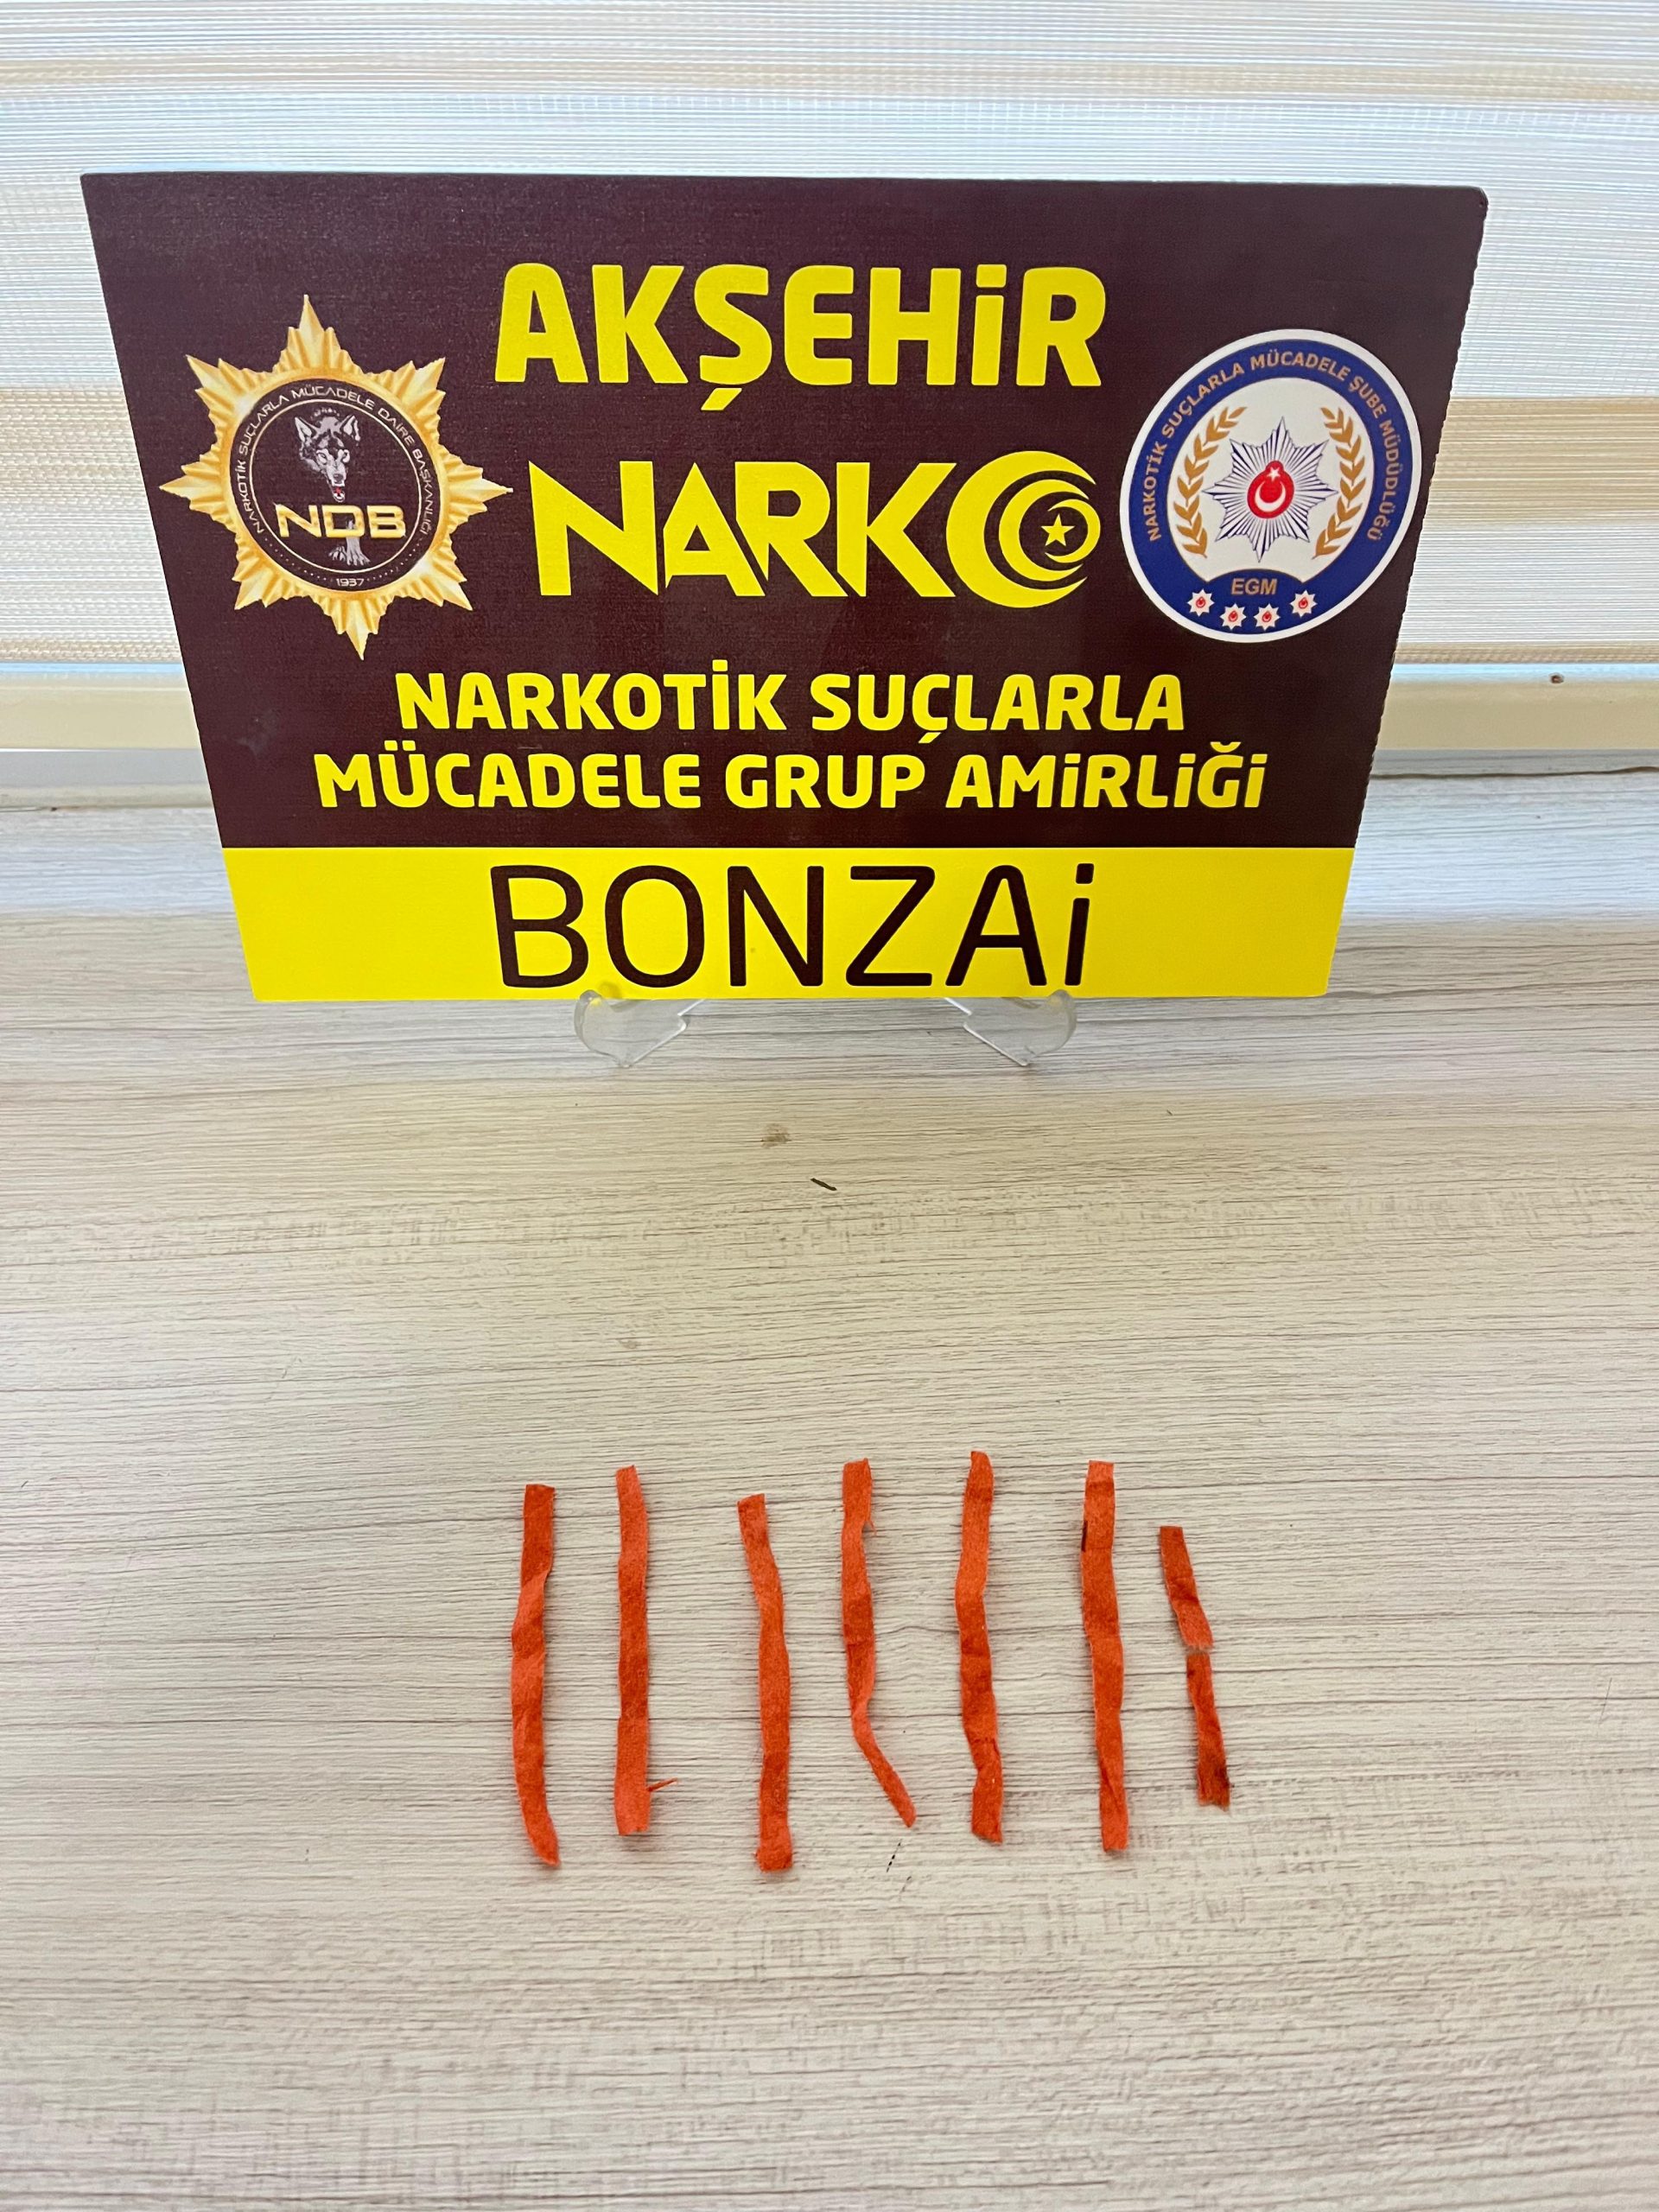 AKŞEHİR
NARKO
NARKOTİK SUÇLARLA MÜCADELE DAİRE BAŞKANLIĞI
NDB
1937
NARKOTİK SUÇLARLA MÜCADELE ŞUBE MÜDÜDLÜĞÜ
EGM
NARKOTİK SUÇLARLA
MÜCADELE GRUP AMİRLİĞİ
BONZAİ